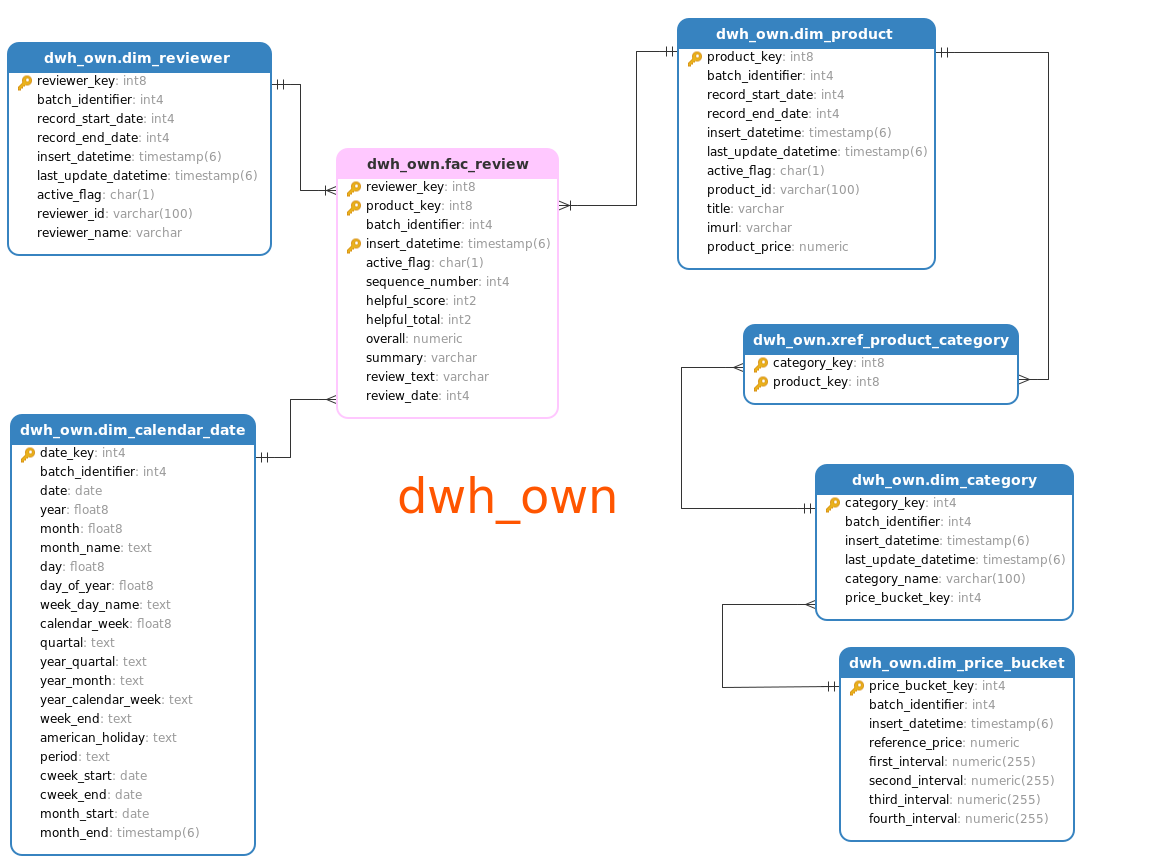 dwh_own.dim_reviewer
reviewer_key: int8
batch_identifier: int4
record_start_date: int4
record_end_date: int4
insert_datetime: timestamp(6)
last_update_datetime: timestamp(6)
active_flag: char(1)
reviewer_id: varchar(100)
reviewer_name: varchar
dwh_own.fac_review
reviewer_key: int8
product_key: int8
batch_identifier: int4
insert_datetime: timestamp(6)
active_flag: char(1)
sequence_number: int4
helpful_score: int2
helpful_total: int2
overall: numeric
summary: varchar
review_text: varchar
review_date: int4
dwh_own.dim_product
product_key: int8
batch_identifier: int4
record_start_date: int4
record_end_date: int4
insert_datetime: timestamp(6)
last_update_datetime: timestamp(6)
active_flag: char(1)
product_id: varchar(100)
title: varchar
imurl: varchar
product_price: numeric
dwh_own.xref_product_category
category_key: int8
product_key: int8
dwh_own.dim_calendar_date
date_key: int4
batch_identifier: int4
date: date
year: float8
month: float8
month_name: text
day: float8
day_of_year: float8
week_day_name: text
calendar_week: float8
quartal: text
year_quartal: text
year_month: text
year_calendar_week: text
week_end: text
american_holiday: text
period: text
cweek_start: date
cweek_end: date
month_start: date
month_end: timestamp(6)
dwh_own
dwh_own.dim_category
category_key: int4
batch_identifier: int4
insert_datetime: timestamp(6)
last_update_datetime: timestamp(6)
category_name: varchar(100)
price_bucket_key: int4
dwh_own.dim_price_bucket
price_bucket_key: int4
batch_identifier: int4
insert_datetime: timestamp(6)
reference_price: numeric
first_interval: numeric(255)
second_interval: numeric(255)
third_interval: numeric(255)
fourth_interval: numeric(255)